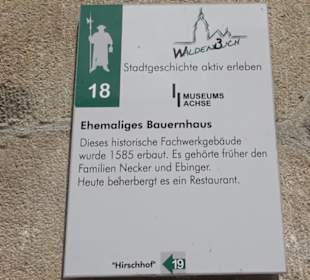 WALDENBUCH
Stadtgeschichte aktiv erleben
18
MUSEUMS
ACHSE
Ehemaliges Bauernhaus
Dieses historische Fachwerkgebäude
wurde 1585 erbaut. Es gehörte früher den
Familien Necker und Ebinger.
Heute beherbergt es ein Restaurant.
"Hirschhof" 19